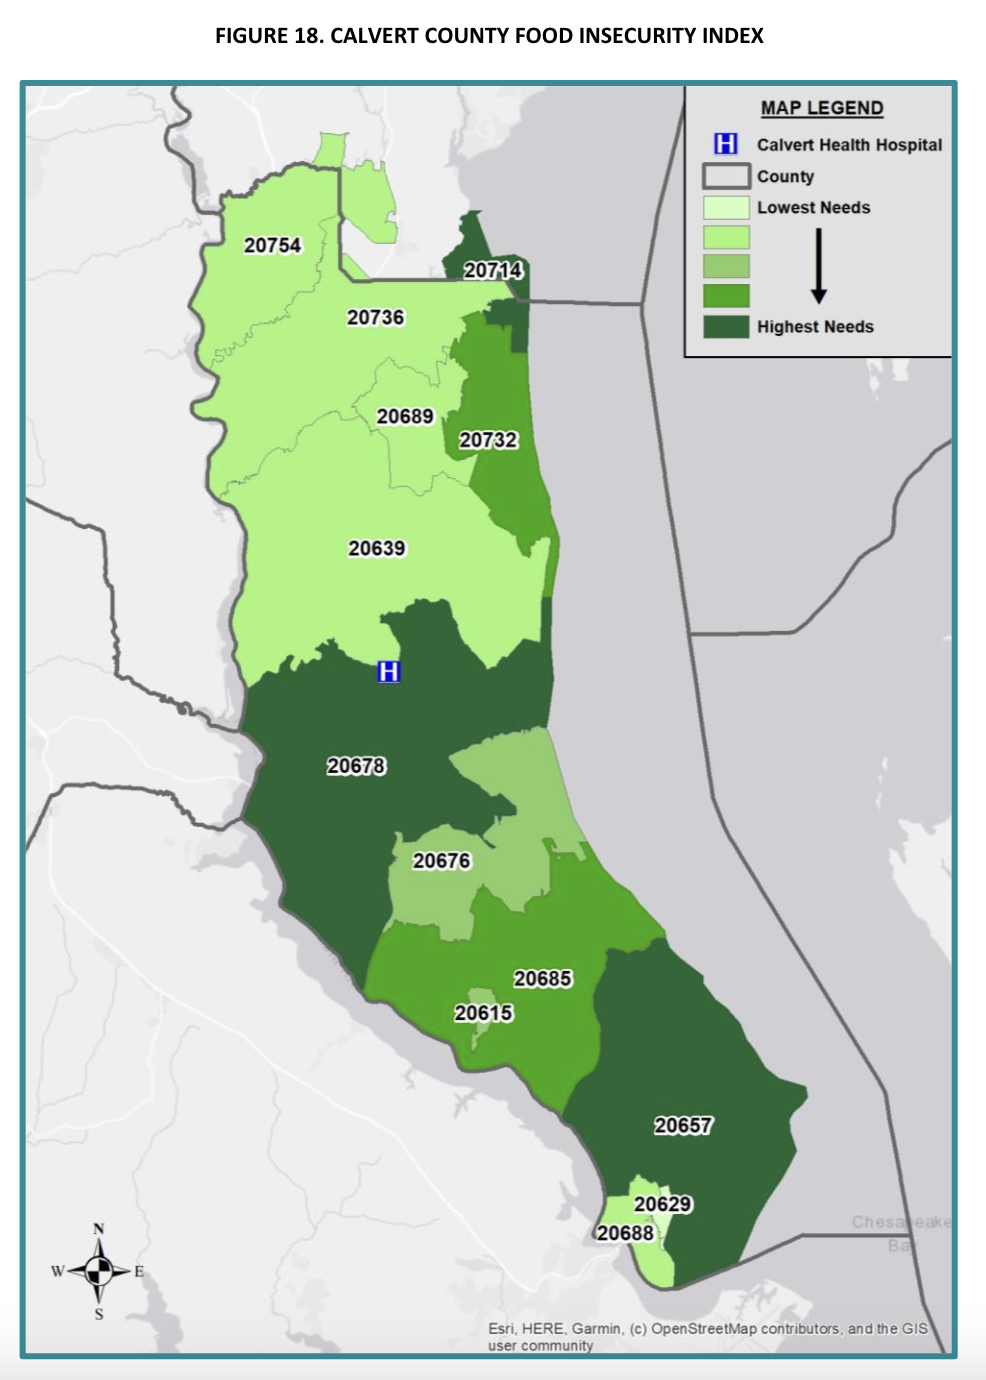 FIGURE 18. CALVERT COUNTY FOOD INSECURITY INDEX
MAP LEGEND
H Calvert Health Hospital
County
Lowest Needs
Highest Needs
20754
20714
20736
20689
20732
20639
H
20678
20676
20685
20615
20657
20629
20688
Chesapeake
Bay
N
W E
S
Esri, HERE, Garmin, (c) OpenStreetMap contributors, and the GIS
user community